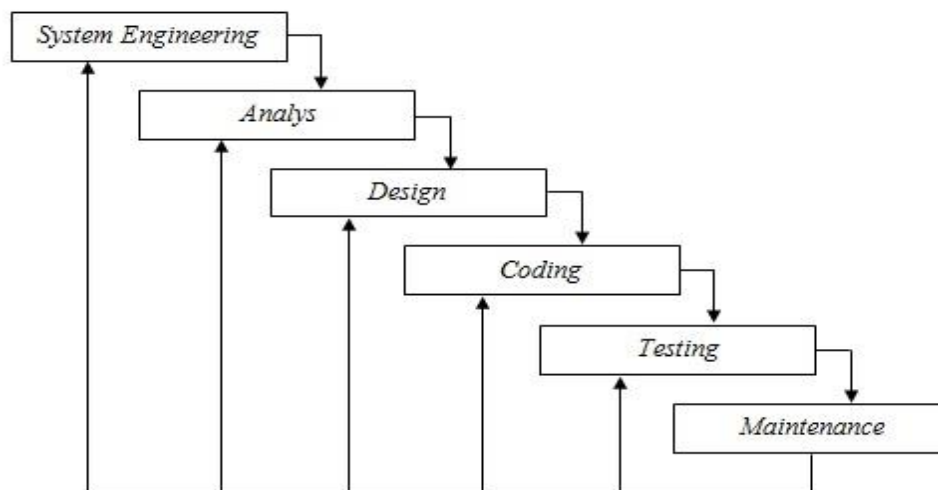 System Engineering
Analys
Design
Coding
Testing
Maintenance